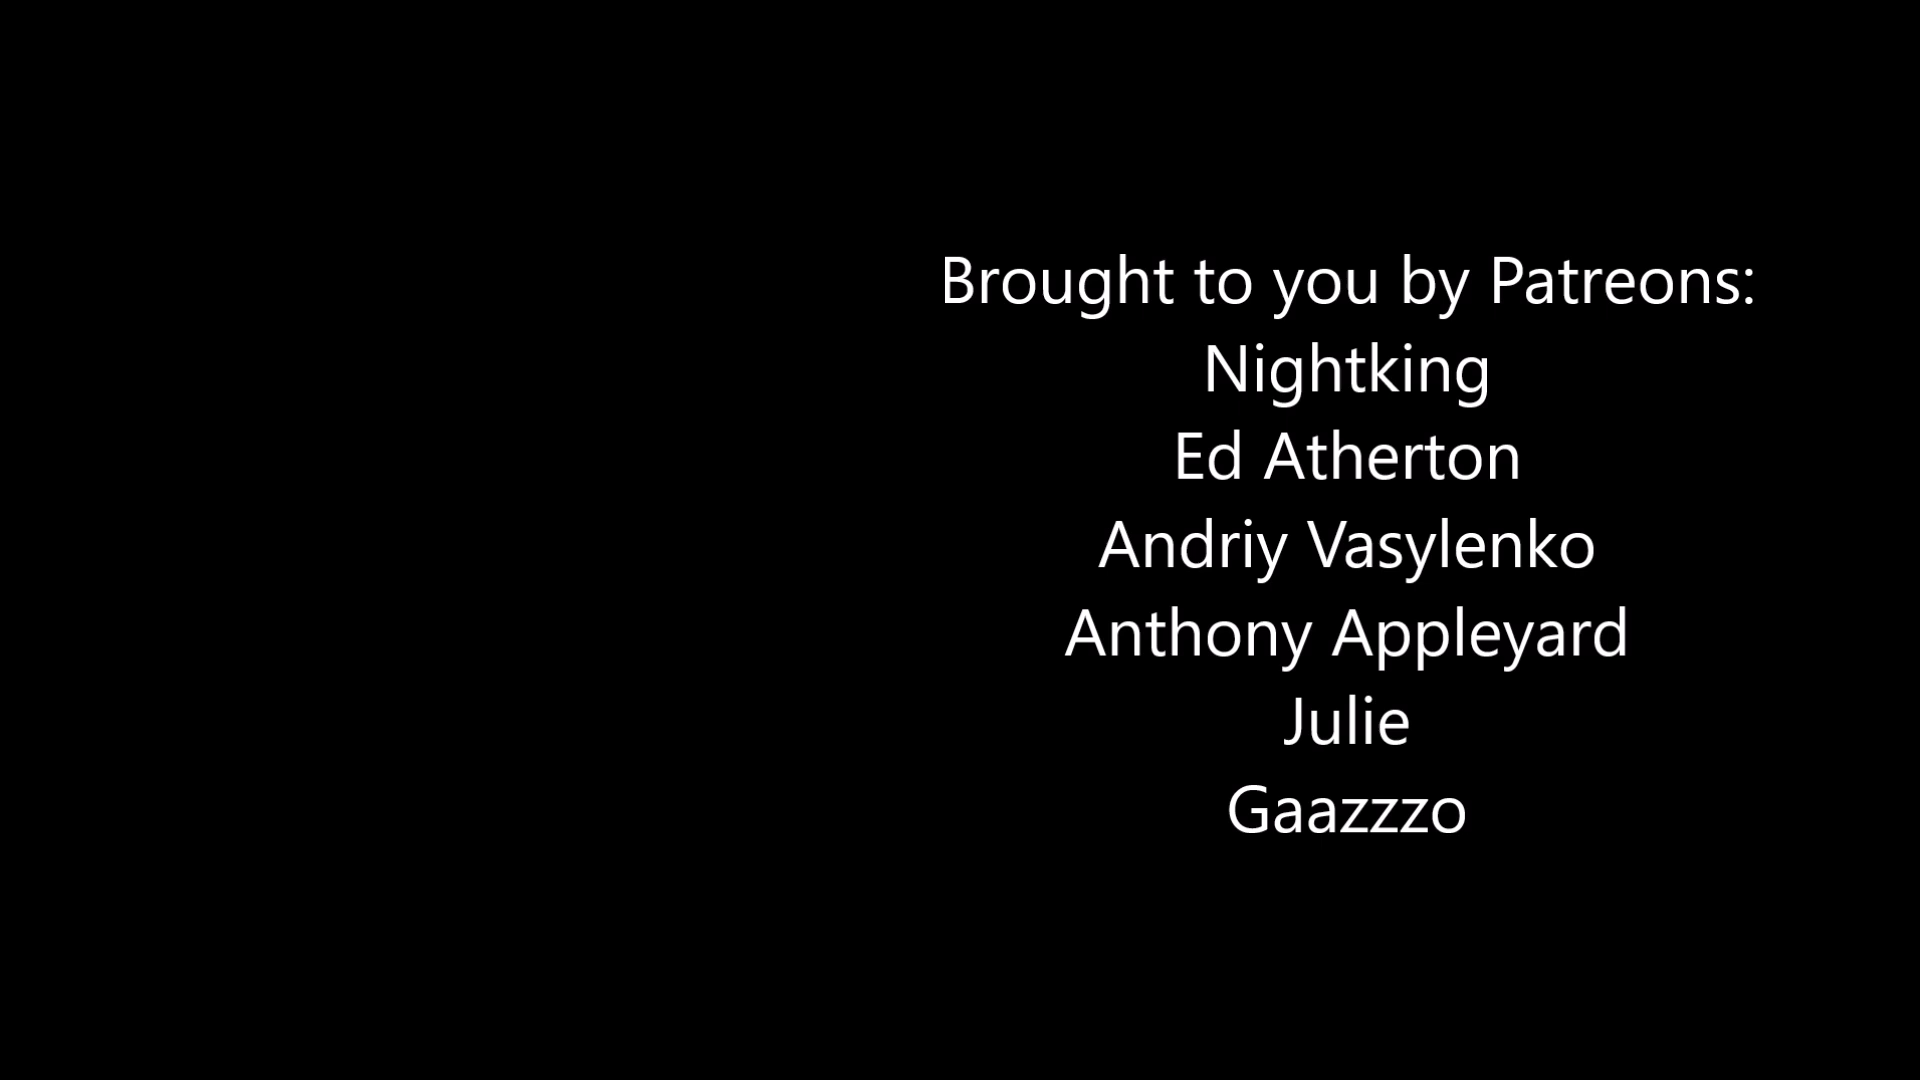 Brought to you by Patreons:
Nightking
Ed Atherton
Andriy Vasylenko
Anthony Appleyard
Julie
Gaazzzo